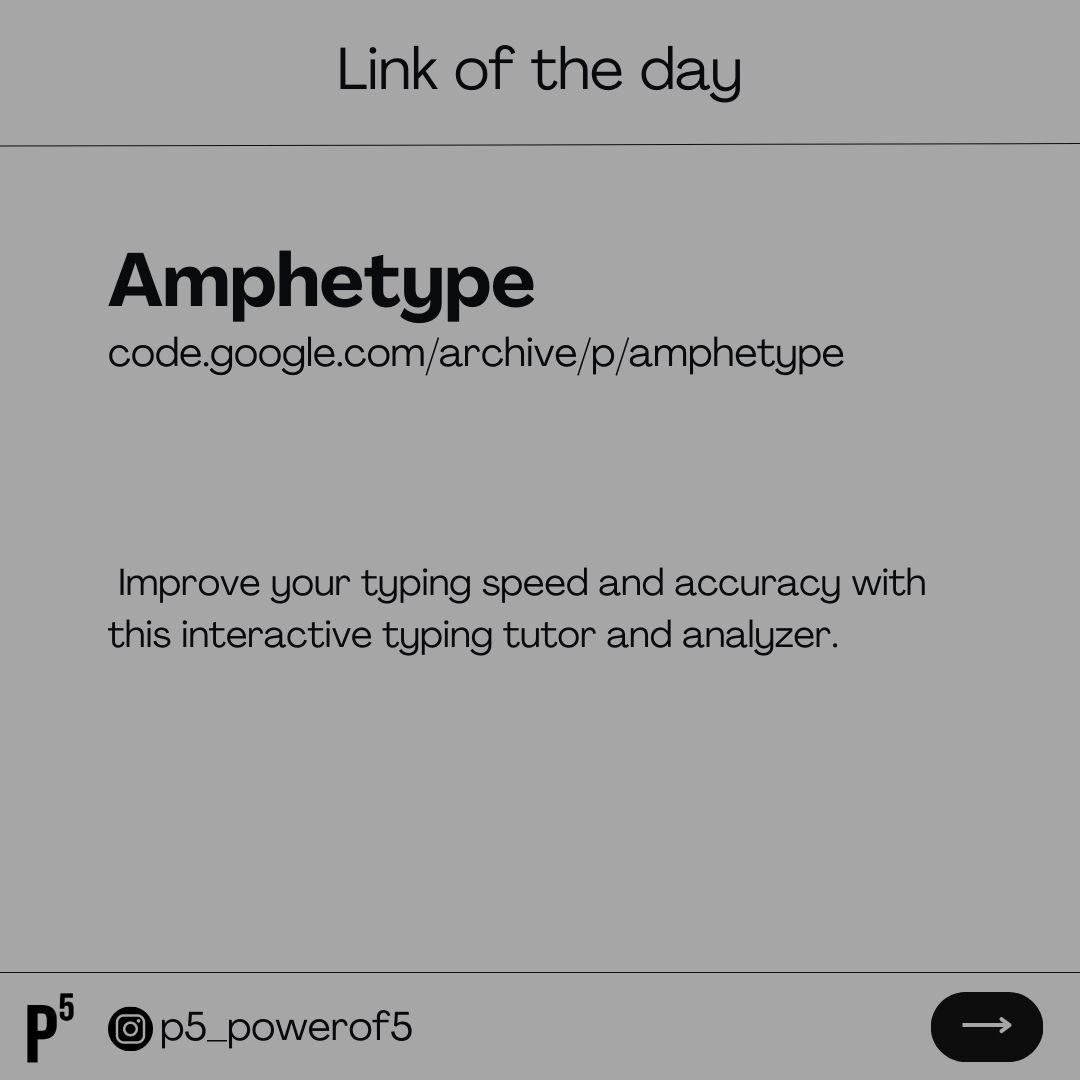 Link of the day
Amphetype
code.google.com/archive/p/amphetype
Improve your typing speed and accuracy with
this interactive typing tutor and analyzer.
P5 p5_powerof5